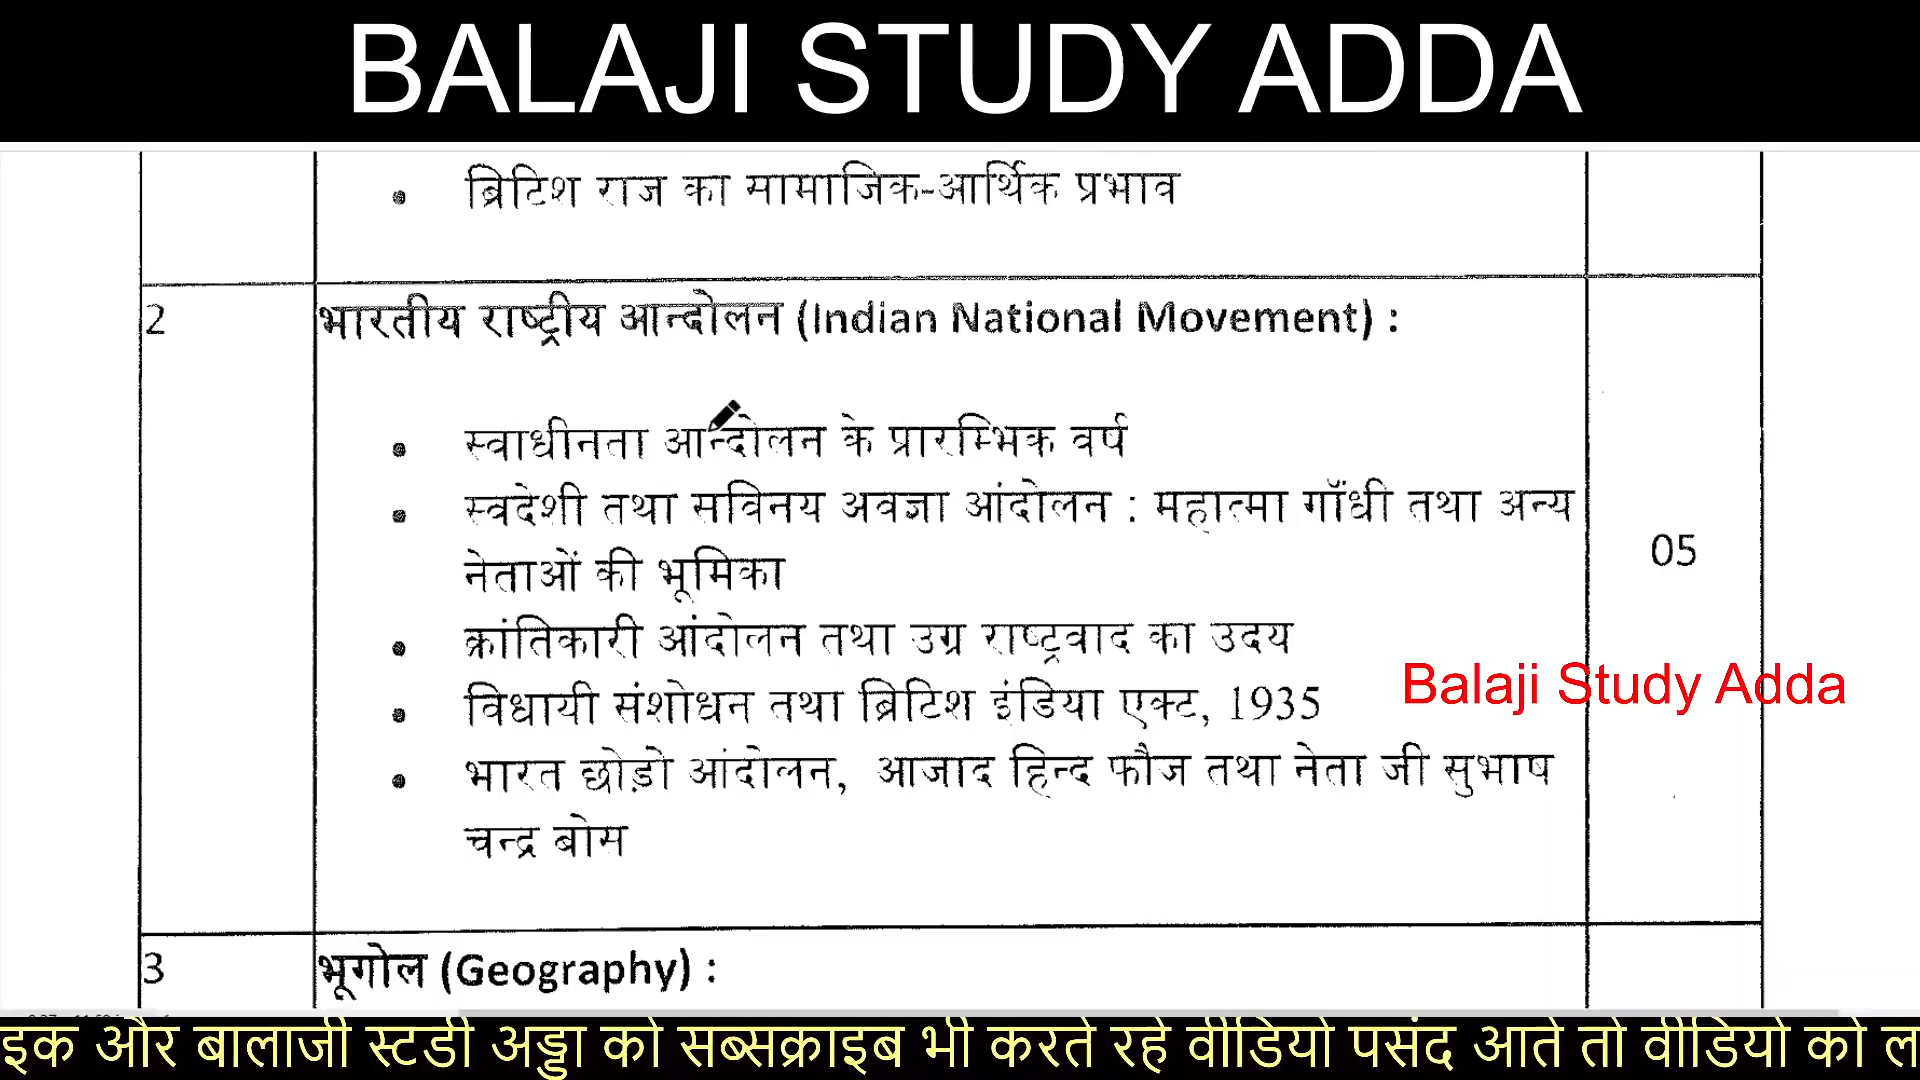 BALAJI STUDY ADDA
• ब्रिटिश राज का सामाजिक-आर्थिक प्रभाव
2 भारतीय राष्ट्रीय आन्दोलन (Indian National Movement) :
• स्वाधीनता आन्दोलन के प्रारम्भिक वर्ष
• स्वदेशी तथा सविनय अवज्ञा आंदोलन : महात्मा गाँधी तथा अन्य
नेताओं की भूमिका
05
• क्रांतिकारी आंदोलन तथा उग्र राष्ट्रवाद का उदय
• विधायी संशोधन तथा ब्रिटिश इंडिया एक्ट, 1935
Balaji Study Adda
• भारत छोड़ो आंदोलन, आजाद हिन्द फौज तथा नेता जी सुभाष
चन्द्र बोस
3 भूगोल (Geography) :
इक और बालाजी स्टडी अड्डा को सब्सक्राइब भी करते रहे वीडियो पसंद आते तो वीडियो को ल